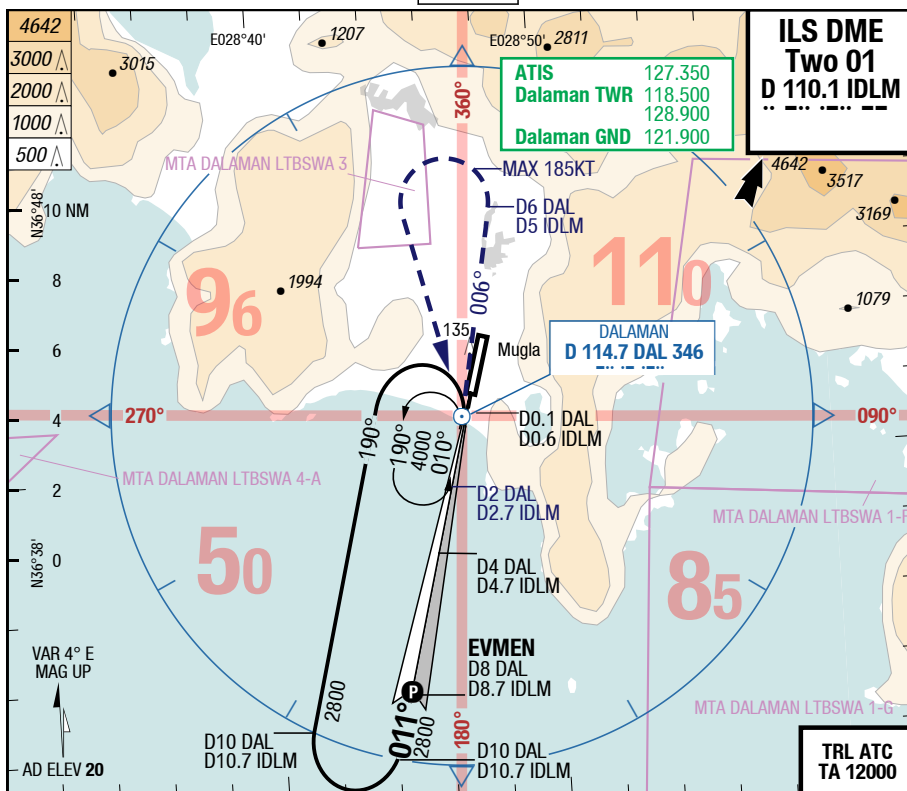 4642
3000
2000
1000
500
3015
E028°40'
1207
E028°50'
2811
ILS DME
Two 01
D 110.1 IDLM
ATIS 127.350
Dalaman TWR 118.500
128.900
Dalaman GND 121.900
360°
MTA DALAMAN LTBSWA 3
MAX 185KT
4642
3517
3169
N36°48'
10 NM
D6 DAL
D5 IDLM
96
110
8
1994
006°
1079
135
Mugla
DALAMAN
D 114.7 DAL 346
6
4
270°
090°
D0.1 DAL
D0.6 IDLM
190°
190°
4000
010°
MTA DALAMAN LTBSWA 4-A
2
D2 DAL
D2.7 IDLM
MTA DALAMAN LTBSWA 1-F
N36°38'
0
50
D4 DAL
D4.7 IDLM
85
VAR 4° E
MAG UP
EVMEN
D8 DAL
D8.7 IDLM
P
2800
011°
2800
180°
MTA DALAMAN LTBSWA 1-G
D10 DAL
D10.7 IDLM
D10 DAL
D10.7 IDLM
AD ELEV 20
TRL ATC
TA 12000